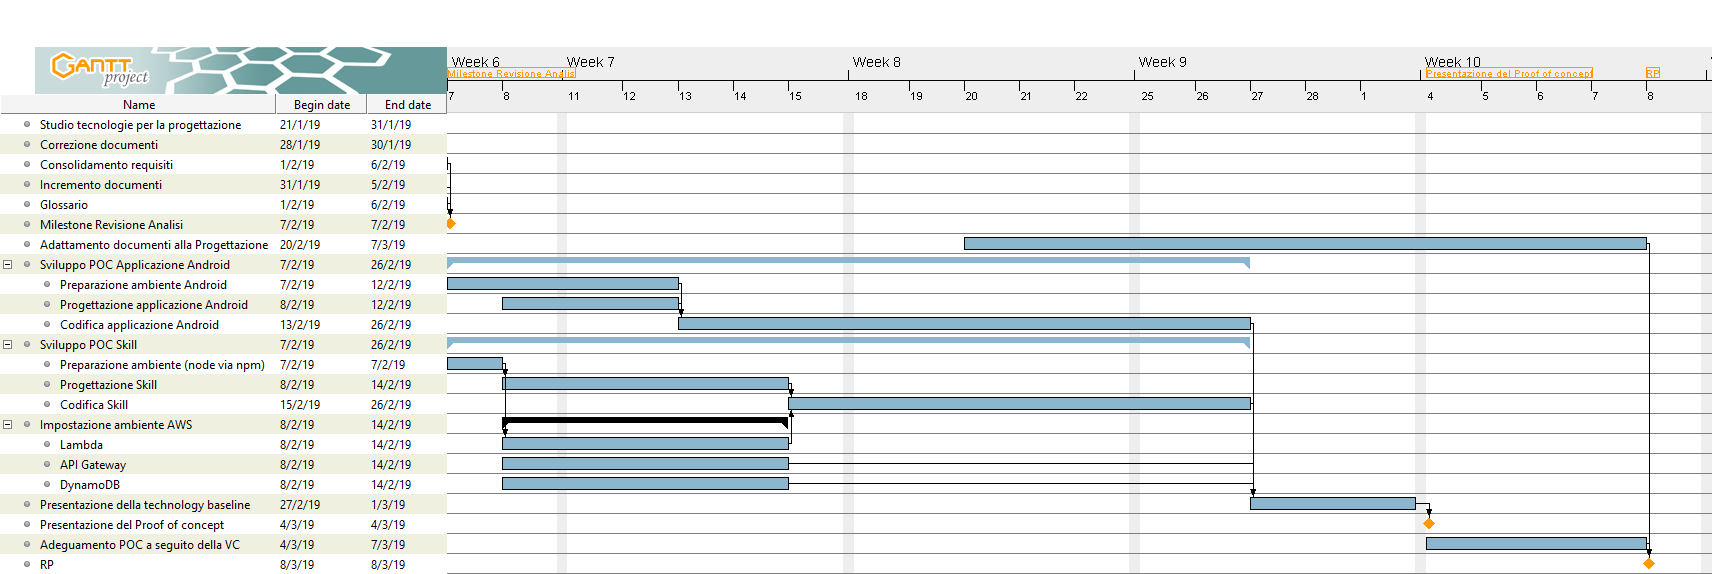 GANTT
project
Week 6 Week 7 Week 8 Week 9 Week 10
Milestone Revisione Analisi Presentazione del Proof of concept RP
7 8 11 12 13 14 15 18 19 20 21 22 25 26 27 28 1 4 5 6 7 8
Name Begin date End date
Studio tecnologie per la progettazione 21/1/19 31/1/19
Correzione documenti 28/1/19 30/1/19
Consolidamento requisiti 1/2/19 6/2/19
Incremento documenti 31/1/19 5/2/19
Glossario 1/2/19 6/2/19
Milestone Revisione Analisi 7/2/19 7/2/19
Adattamento documenti alla Progettazione 20/2/19 7/3/19
Sviluppo POC Applicazione Android 7/2/19 26/2/19
Preparazione ambiente Android 7/2/19 12/2/19
Progettazione applicazione Android 8/2/19 12/2/19
Codifica applicazione Android 13/2/19 26/2/19
Sviluppo POC Skill 7/2/19 26/2/19
Preparazione ambiente (node via npm) 7/2/19 7/2/19
Progettazione Skill 8/2/19 14/2/19
Codifica Skill 15/2/19 26/2/19
Impostazione ambiente AWS 8/2/19 14/2/19
Lambda 8/2/19 14/2/19
API Gateway 8/2/19 14/2/19
DynamoDB 8/2/19 14/2/19
Presentazione della technology baseline 27/2/19 1/3/19
Presentazione del Proof of concept 4/3/19 4/3/19
Adeguamento POC a seguito della VC 4/3/19 7/3/19
RP 8/3/19 8/3/19